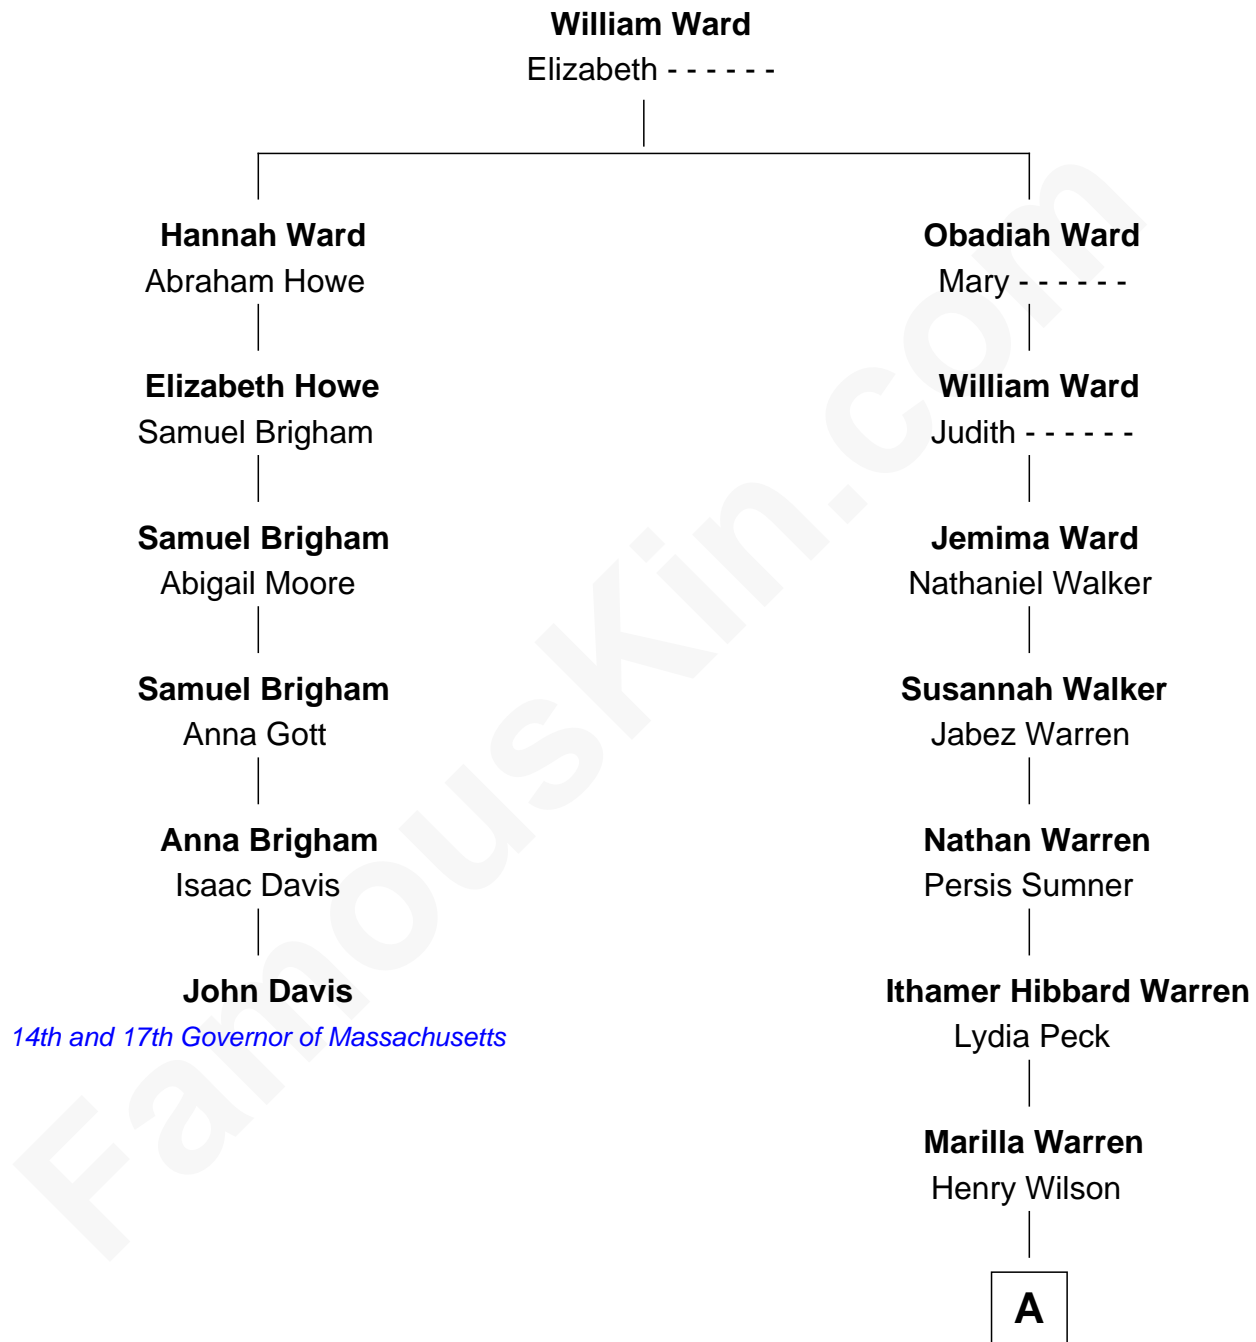 William Ward
Elizabeth - - - - - -
Hannah Ward
Abraham Howe
Obadiah Ward
Mary - - - - - -
Elizabeth Howe
Samuel Brigham
William Ward
Judith - - - - - -
Samuel Brigham
Abigail Moore
Jemima Ward
Nathaniel Walker
Samuel Brigham
Anna Gott
Susannah Walker
Jabez Warren
Anna Brigham
Isaac Davis
Nathan Warren
Persis Sumner
John Davis
14th and 17th Governor of Massachusetts
Ithamer Hibbard Warren
Lydia Peck
Marilla Warren
Henry Wilson
A
FamousKin.com